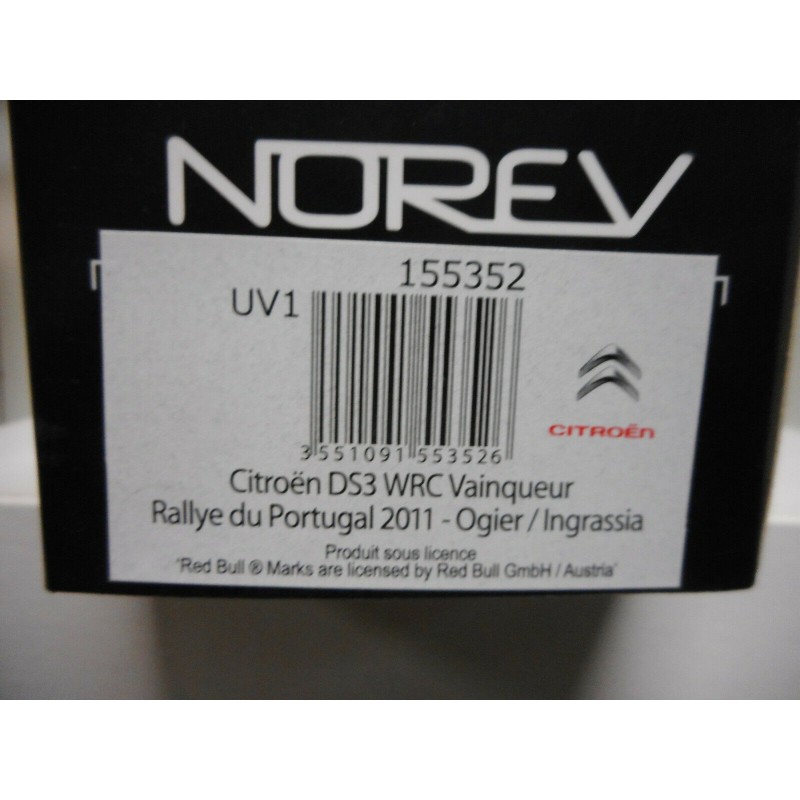 NOREV
155352
UV1
3 551091 553526
CITROËN
Citroën DS3 WRC Vainqueur
Rallye du Portugal 2011 - Ogier / Ingrassia
Produit sous licence
'Red Bull ® Marks are licensed by Red Bull GmbH / Austria'